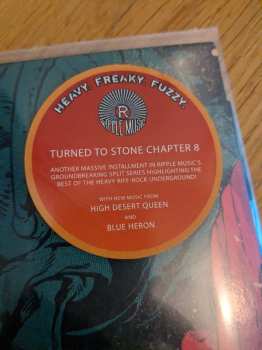 HEAVY. FREAKY. FUZZY.
R
RIPPLE MUSIC
TURNED TO STONE CHAPTER 8
ANOTHER MASSIVE INSTALLMENT IN RIPPLE MUSIC'S
GROUNDBREAKING SPLIT SERIES HIGHLIGHTING THE
BEST OF THE HEAVY RIFF-ROCK UNDERGROUND!
WITH NEW MUSIC FROM
HIGH DESERT QUEEN
AND
BLUE HERON